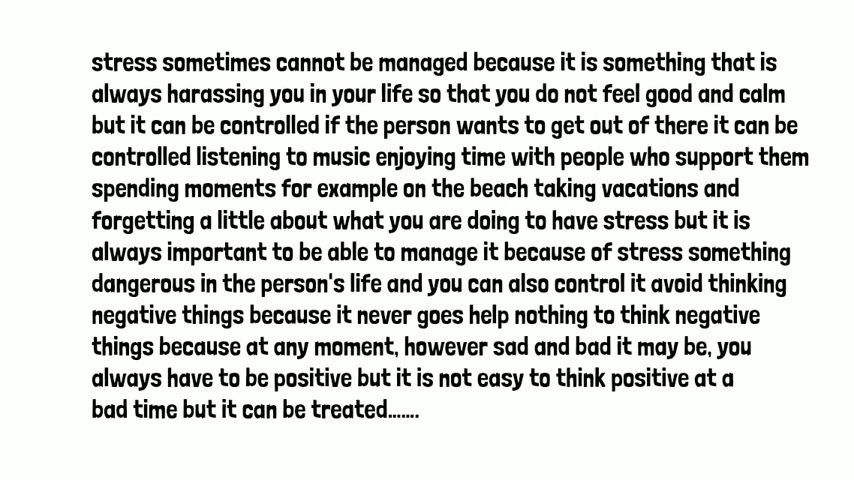 stress sometimes cannot be managed because it is something that is
always harassing you in your life so that you do not feel good and calm
but it can be controlled if the person wants to get out of there it can be
controlled listening to music enjoying time with people who support them
spending moments for example on the beach taking vacations and
forgetting a little about what you are doing to have stress but it is
always important to be able to manage it because of stress something
dangerous in the person's life and you can also control it avoid thinking
negative things because it never goes help nothing to think negative
things because at any moment, however sad and bad it may be, you
always have to be positive but it is not easy to think positive at a
bad time but it can be treated.......